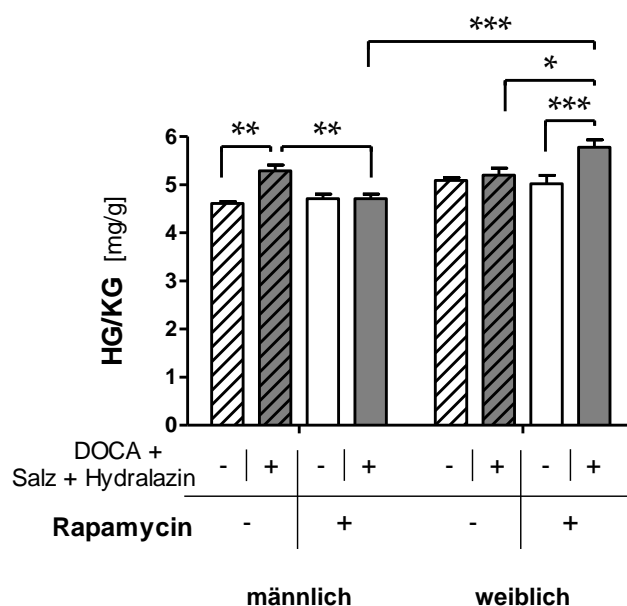 ***
*
***
** **
6
5
4
3
2
1
0
HG/KG [mg/g]
DOCA +
Salz + Hydralazin
- + - + - + - +
Rapamycin - + - +
männlich weiblich